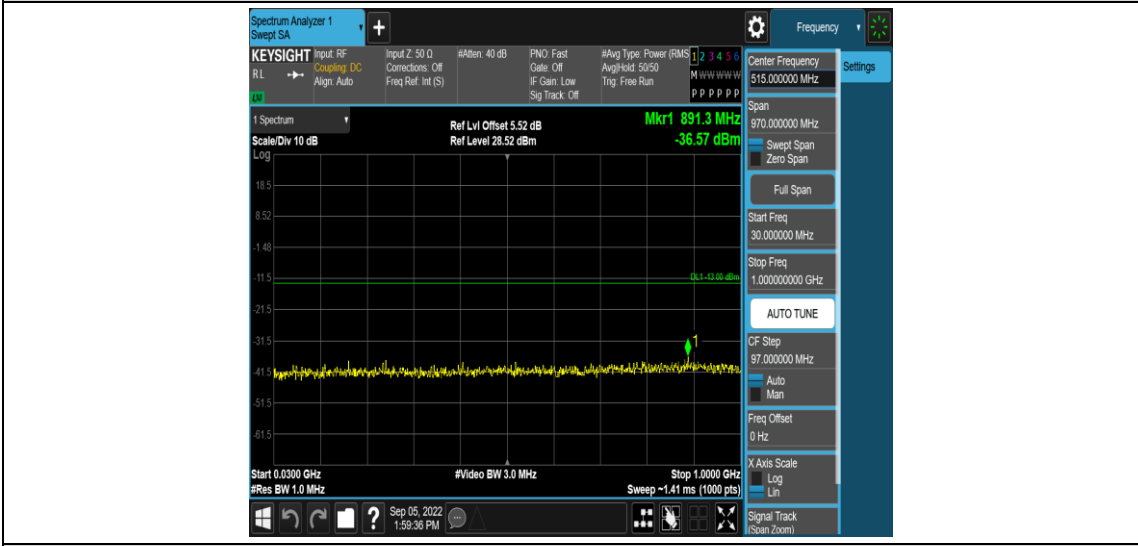 Spectrum Analyzer 1
Swept SA
+
Frequency
KEYSIGHT
Input: RF
Input Z: 50 Ω
#Atten: 40 dB
PNO: Fast
#Avg Type: Power (RMS
1 2 3 4 5 6
RL
Coupling: DC
Corrections: Off
Gate: Off
Avg|Hold: 50/50
M W W W W W
Align: Auto
Freq Ref: Int (S)
IF Gain: Low
Trig: Free Run
Sig Track: Off
P P P P P P
1 Spectrum
Ref Lvl Offset 5.52 dB
Mkr1 891.3 MHz
Scale/Div 10 dB
Ref Level 28.52 dBm
-36.57 dBm
Log
18.5
8.52
-1.48
-11.5
DL1 -13.00 dBm
-21.5
-31.5
1
-41.5
-51.5
-61.5
Start 0.0300 GHz
#Video BW 3.0 MHz
Stop 1.0000 GHz
#Res BW 1.0 MHz
Sweep ~1.41 ms (1000 pts)
?
Sep 05, 2022
1:59:36 PM
Center Frequency
515.000000 MHz
Settings
Span
970.000000 MHz
Swept Span
Zero Span
Full Span
Start Freq
30.000000 MHz
Stop Freq
1.000000000 GHz
AUTO TUNE
CF Step
97.000000 MHz
Auto
Man
Freq Offset
0 Hz
X Axis Scale
Log
Lin
Signal Track
(Span Zoom)